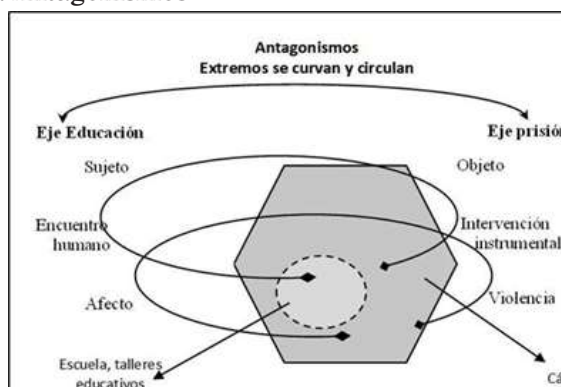 Antagonismos
Extremos se curvan y circulan
Eje Educación
Eje prisión
Sujeto
Objeto
Encuentro
humano
Intervención
instrumental
Afecto
Violencia
Escuela, talleres
educativos